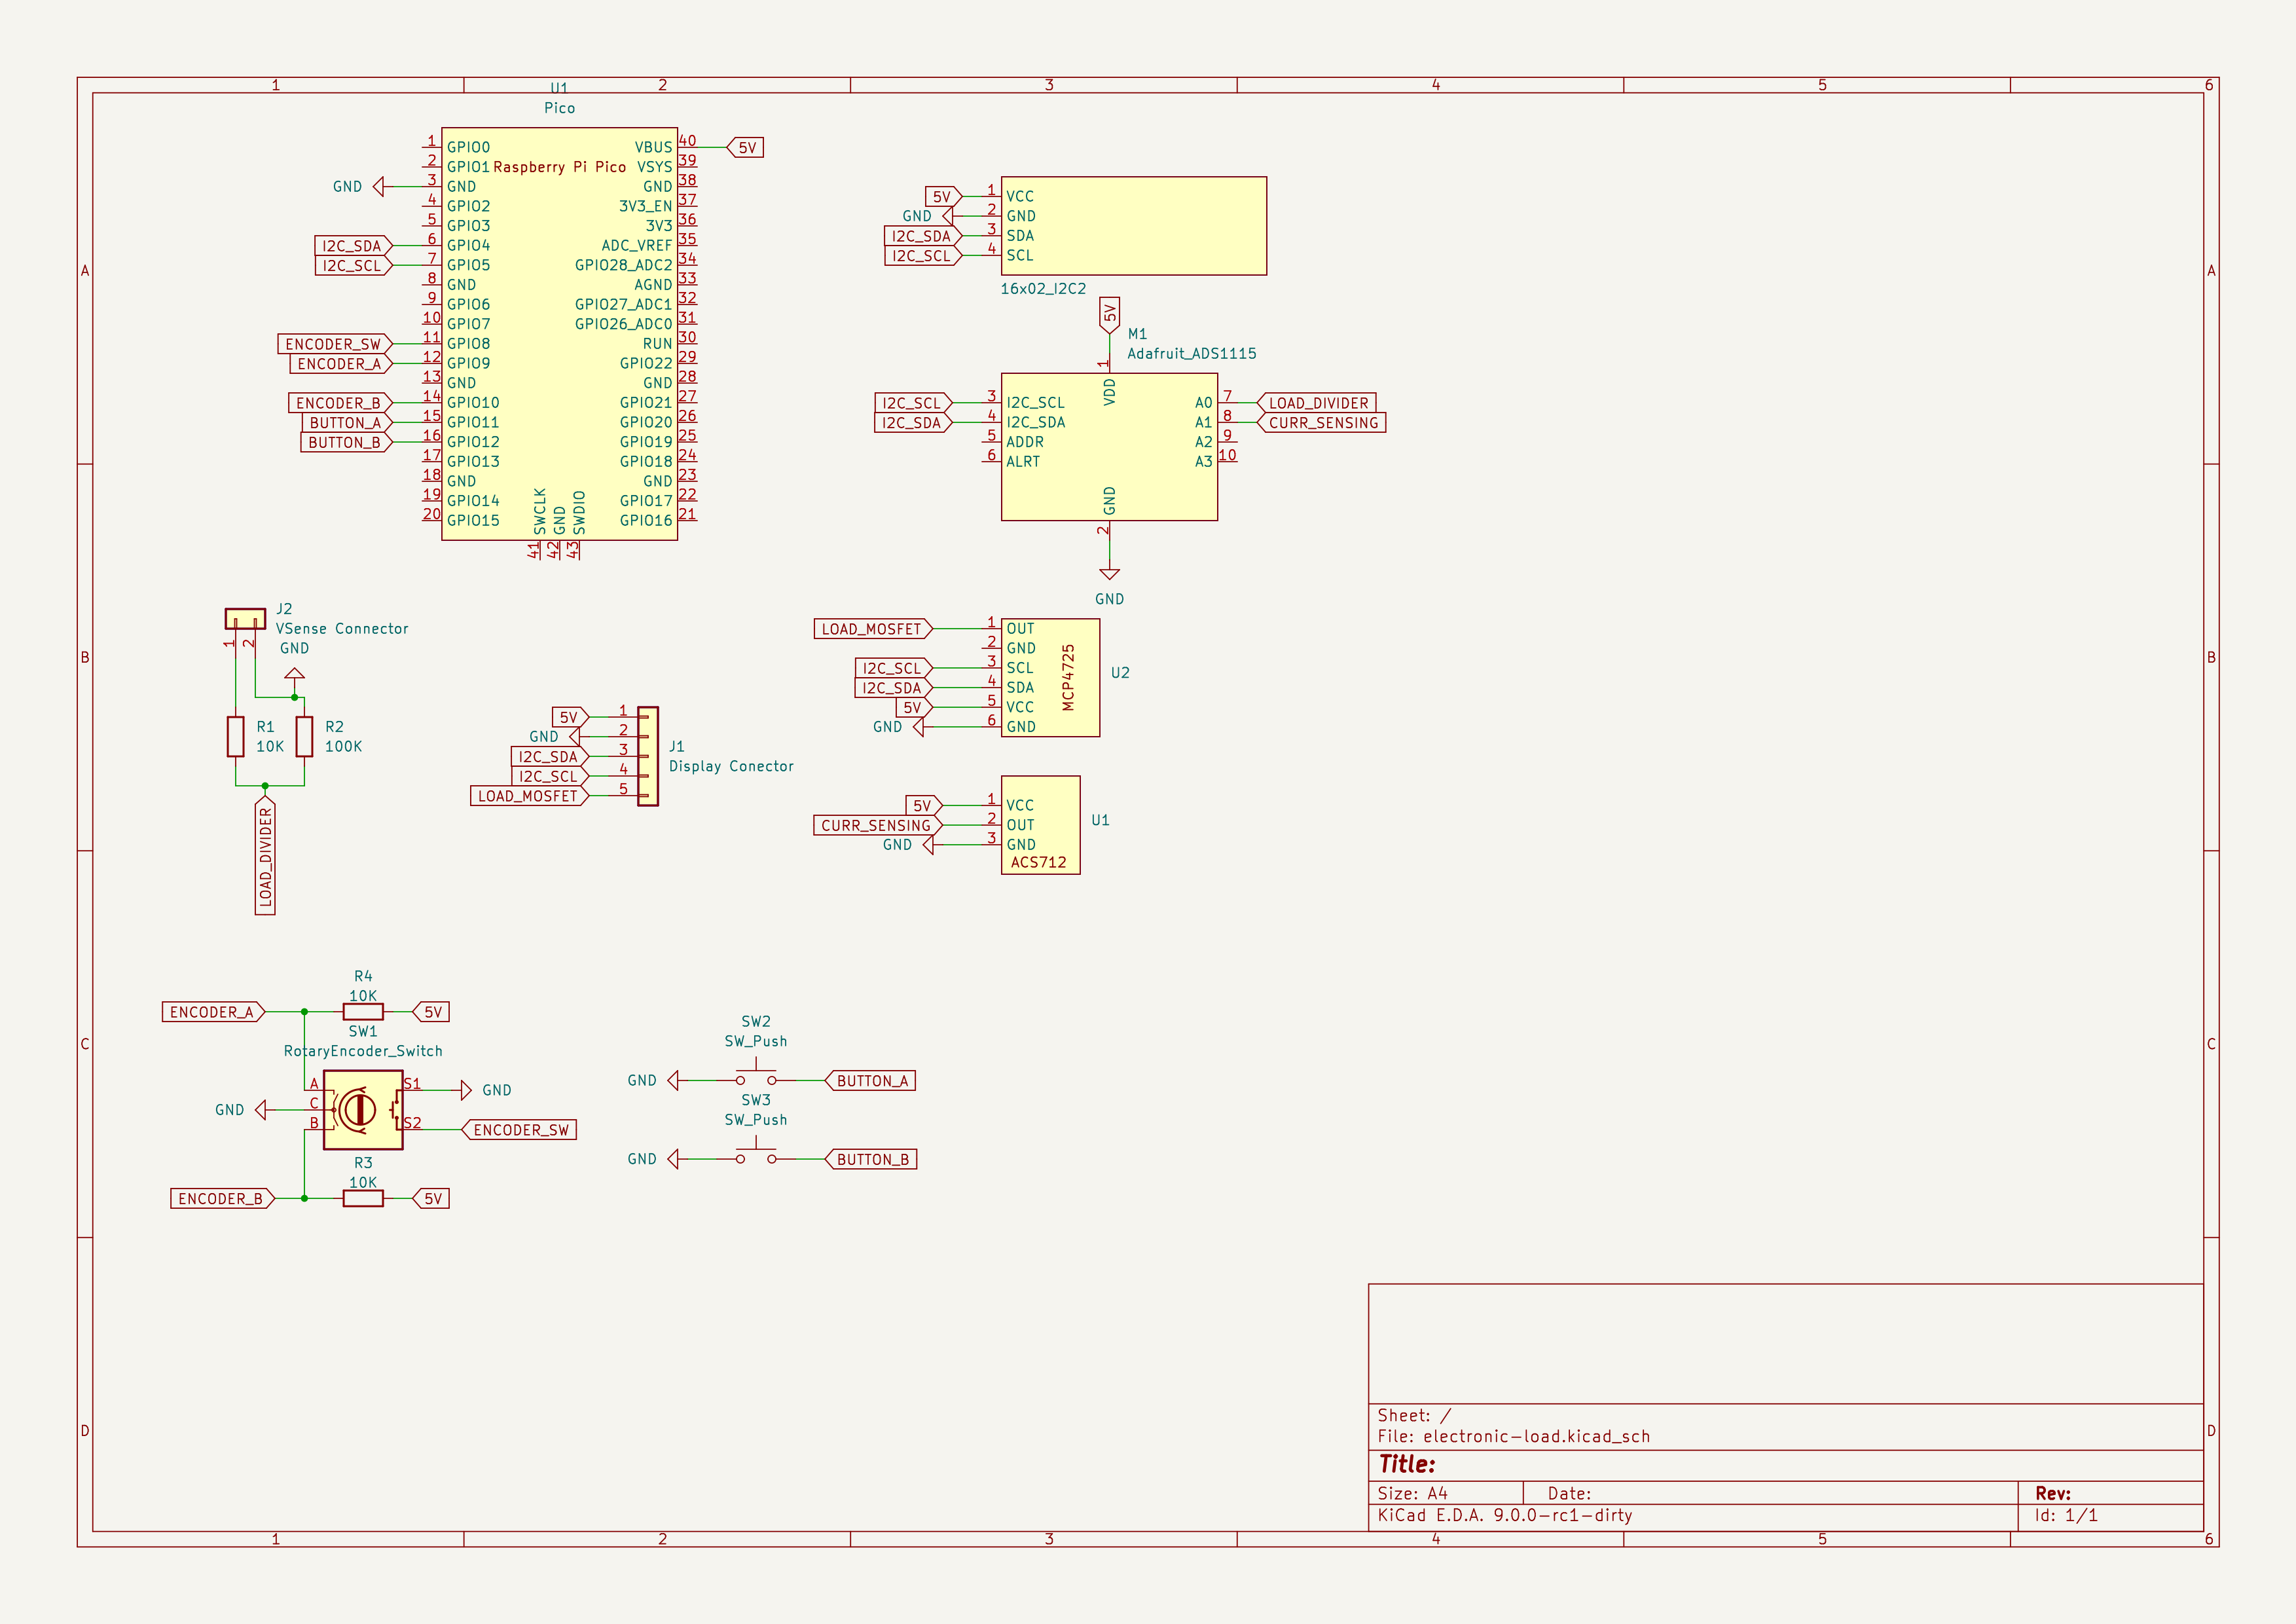 1 2 3 4 5 6
U1
Pico
Raspberry Pi Pico
1 GPIO0
2 GPIO1
GND 3 GND
4 GPIO2
5 GPIO3
I2C_SDA 6 GPIO4
I2C_SCL 7 GPIO5
8 GND
9 GPIO6
10 GPIO7
ENCODER_SW 11 GPIO8
ENCODER_A 12 GPIO9
13 GND
ENCODER_B 14 GPIO10
BUTTON_A 15 GPIO11
BUTTON_B 16 GPIO12
17 GPIO13
18 GND
19 GPIO14
20 GPIO15
VBUS 40 5V
VSYS 39
GND 38
3V3_EN 37
3V3 36
ADC_VREF 35
GPIO28_ADC2 34
AGND 33
GPIO27_ADC1 32
GPIO26_ADC0 31
RUN 30
GPIO22 29
GND 28
GPIO21 27
GPIO20 26
GPIO19 25
GPIO18 24
GND 23
GPIO17 22
GPIO16 21
SWCLK 41
GND 42
SWDIO 43
5V 1 VCC
GND 2 GND
I2C_SDA 3 SDA
I2C_SCL 4 SCL
16x02_I2C2
5V
M1
Adafruit_ADS1115
1 VDD
I2C_SCL 3 I2C_SCL
I2C_SDA 4 I2C_SDA
5 ADDR
6 ALRT
A0 7 LOAD_DIVIDER
A1 8 CURR_SENSING
A2 9
A3 10
GND 2
GND
J2
VSense Connector
1 2
GND
R1
10K
R2
100K
LOAD_DIVIDER
5V 1
GND 2
I2C_SDA 3
I2C_SCL 4
LOAD_MOSFET 5
J1
Display Conector
LOAD_MOSFET 1 OUT
2 GND
I2C_SCL 3 SCL
I2C_SDA 4 SDA
5V 5 VCC
GND 6 GND
MCP4725
U2
5V 1 VCC
CURR_SENSING 2 OUT
GND 3 GND
ACS712
U1
R4
10K
ENCODER_A 5V
SW1
RotaryEncoder_Switch
A S1 GND
GND C
B S2 ENCODER_SW
R3
10K
ENCODER_B 5V
SW2
SW_Push
GND BUTTON_A
SW3
SW_Push
GND BUTTON_B
A A
B B
C C
D D
Sheet: /
File: electronic-load.kicad_sch
Title:
Size: A4 Date: Rev:
KiCad E.D.A. 9.0.0-rc1-dirty Id: 1/1
1 2 3 4 5 6